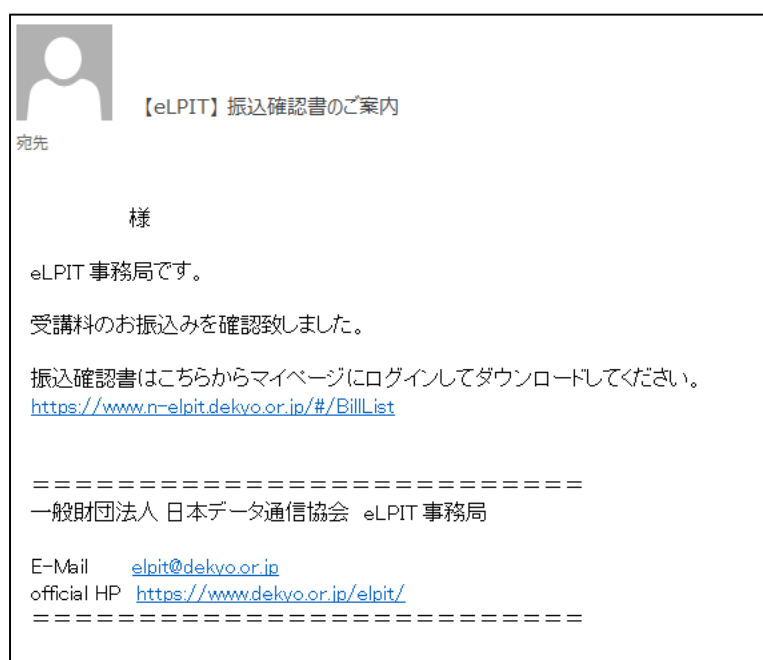 【eLPIT】振込確認書のご案内
宛先
様
eLPIT 事務局です。
受講料のお振込みを確認致しました。
振込確認書はこちらからマイページにログインしてダウンロードしてください。
https://www.n-elpit.dekyo.or.jp/#/BillList
==========================
一般財団法人 日本データ通信協会 eLPIT 事務局
E-Mail elpit@dekyo.or.jp
official HP https://www.dekyo.or.jp/elpit/
==========================